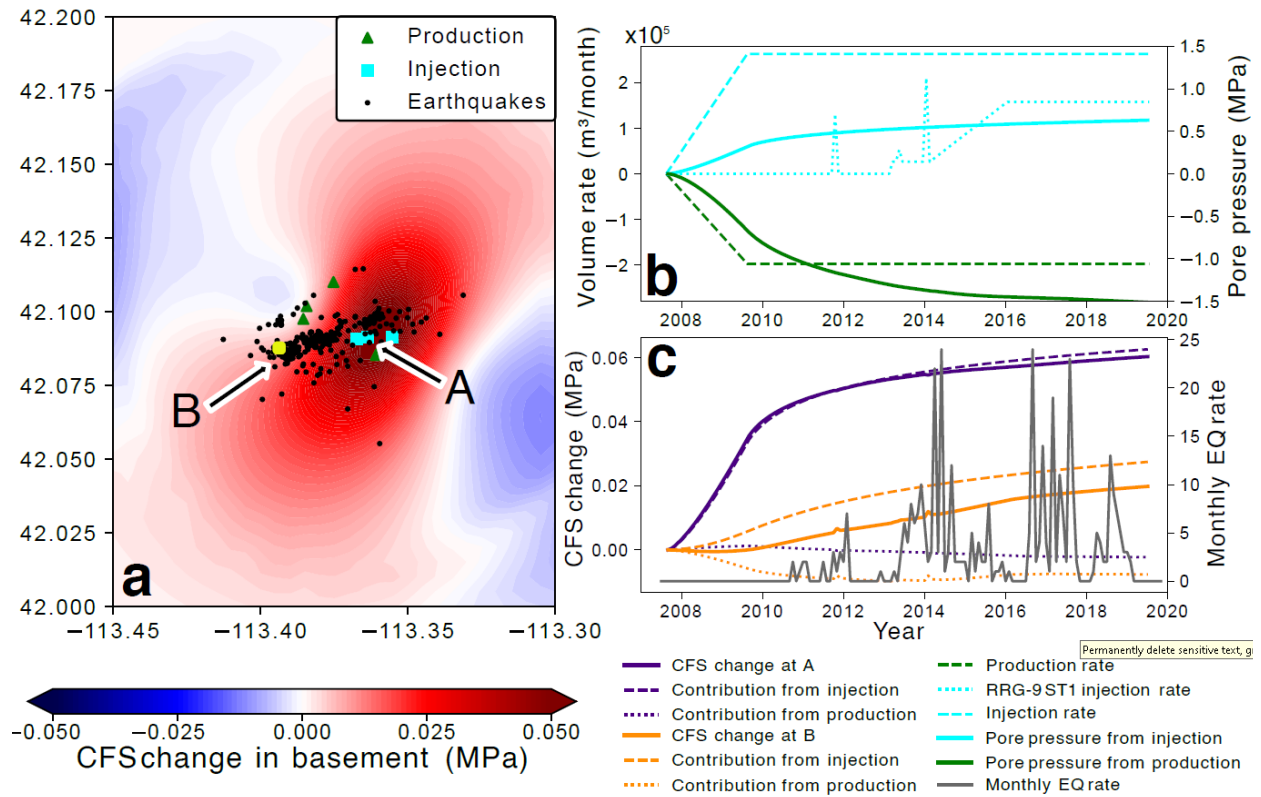 42.200
42.175
42.150
42.125
42.100
42.075
42.050
42.025
42.000
−113.45
−113.40
−113.35
−113.30
Production
Injection
Earthquakes
A
B
a
−0.050
−0.025
0.000
0.025
0.050
CFS change in basement (MPa)
x10⁵
2
1
0
−1
−2
Volume rate (m³/month)
1.5
1.0
0.5
0.0
−0.5
−1.0
−1.5
Pore pressure (MPa)
b
2008
2010
2012
2014
2016
2018
2020
c
0.06
0.04
0.02
0.00
CFS change (MPa)
25
20
15
10
5
0
Monthly EQ rate
2008
2010
2012
2014
2016
2018
2020
Year
Permanently delete sensitive text, g
CFS change at A
Contribution from injection
Contribution from production
CFS change at B
Contribution from injection
Contribution from production
Production rate
RRG-9 ST1 injection rate
Injection rate
Pore pressure from injection
Pore pressure from production
Monthly EQ rate